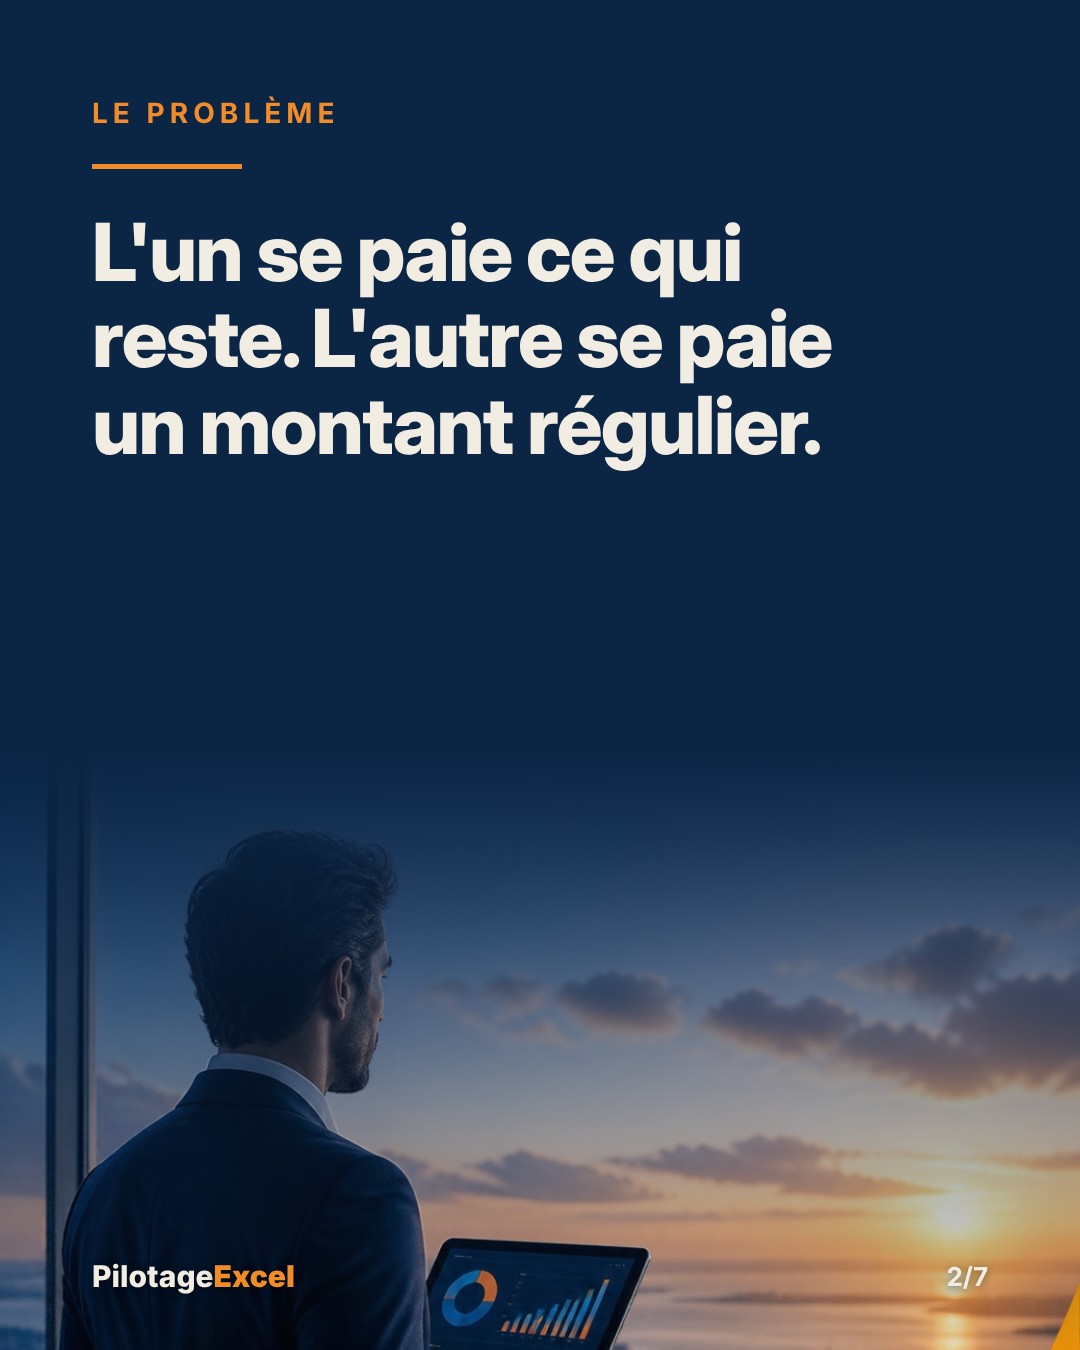 LE PROBLÈME
L'un se paie ce qui
reste. L'autre se paie
un montant régulier.
PilotageExcel
2/7